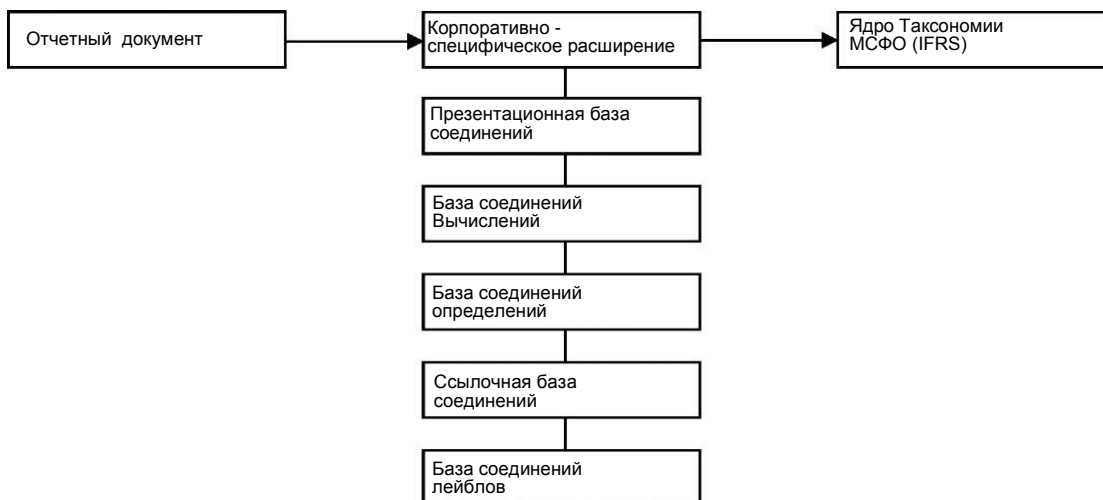 Отчетный документ
Корпоративно -
специфическое расширение
Ядро Таксономии
МСФО (IFRS)
Презентационная база
соединений
База соединений
Вычислений
База соединений
определений
Ссылочная база
соединений
База соединений
лейблов